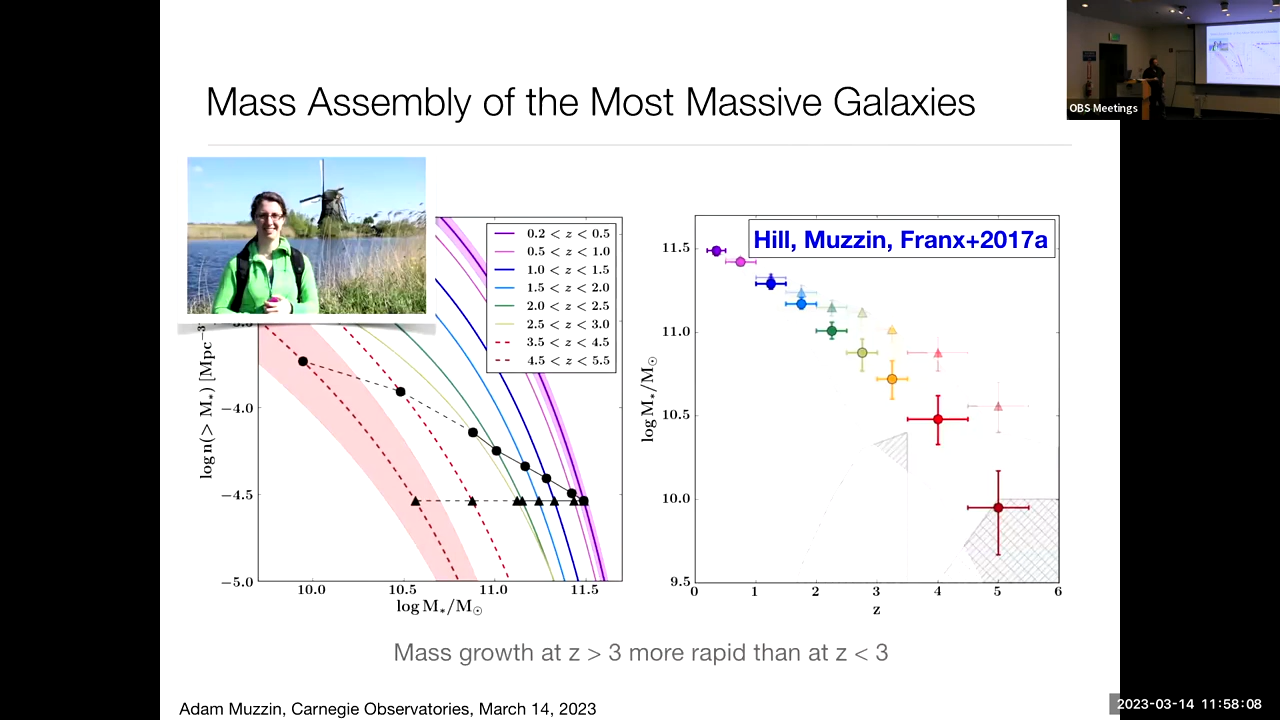 OBS Meetings
Mass Assembly of the Most Massive Galaxies
0.2 < z < 0.5
0.5 < z < 1.0
1.0 < z < 1.5
1.5 < z < 2.0
2.0 < z < 2.5
2.5 < z < 3.0
3.5 < z < 4.5
4.5 < z < 5.5
log n(> M*) [Mpc⁻³
−4.0
−4.5
−5.0
10.0 10.5 11.0 11.5
log M*/M☉
Hill, Muzzin, Franx+2017a
log M*/M☉
11.5
11.0
10.5
10.0
9.5
0 1 2 3 4 5 6
z
Mass growth at z > 3 more rapid than at z < 3
Adam Muzzin, Carnegie Observatories, March 14, 2023
2023-03-14 11:58:08